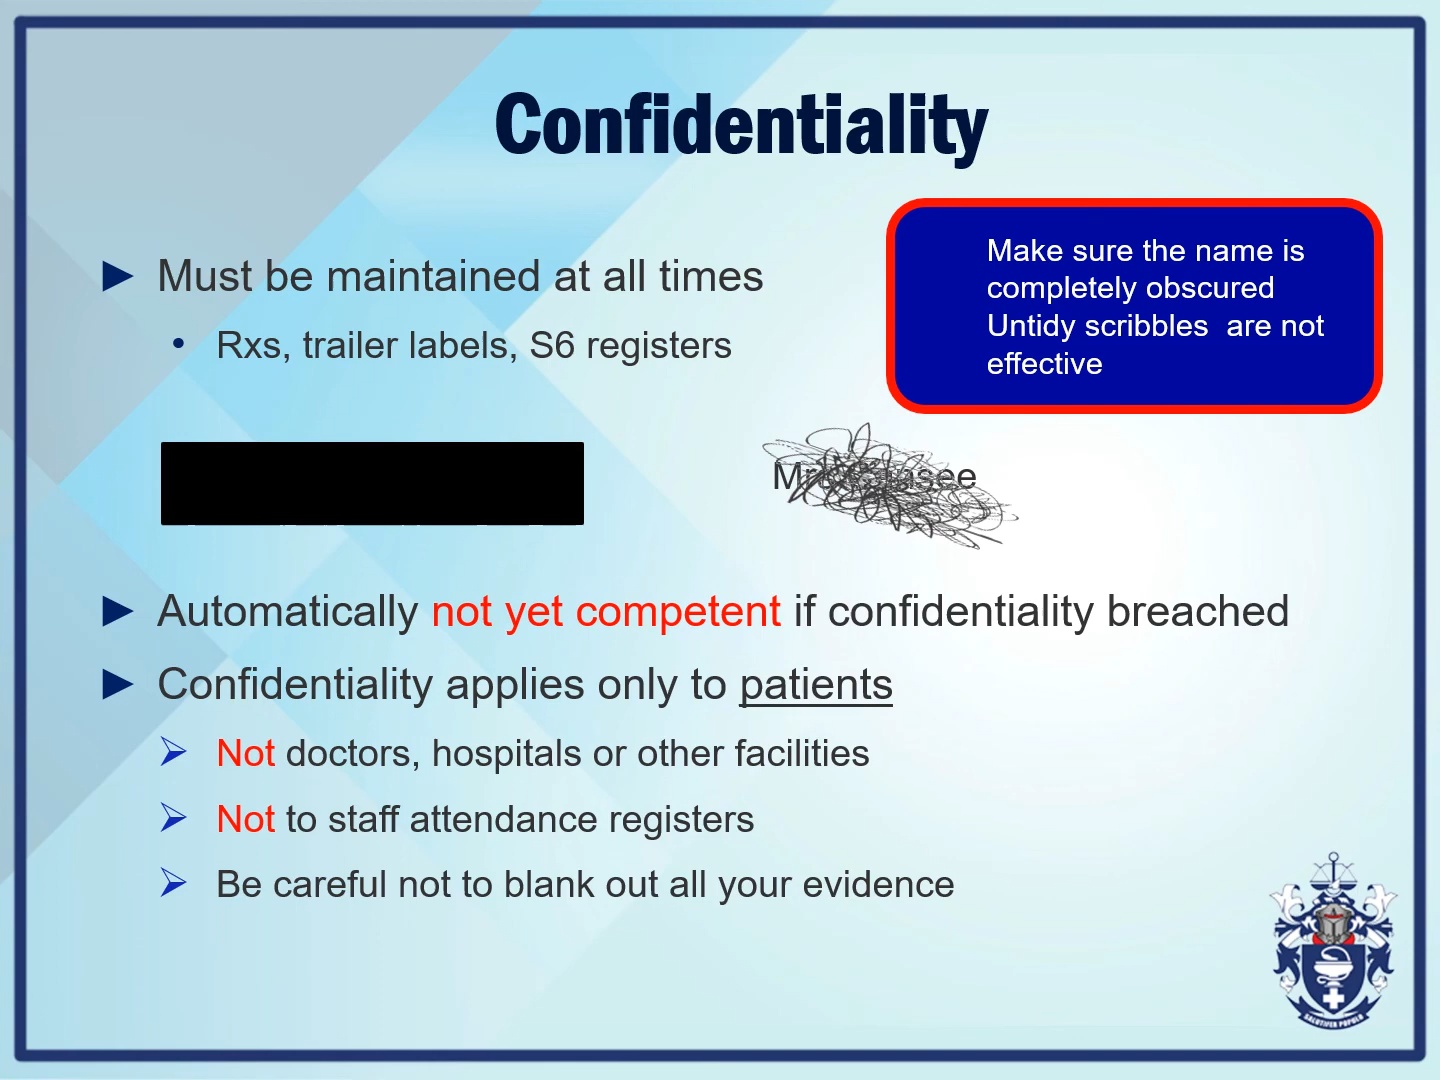 Confidentiality
Must be maintained at all times
Rxs, trailer labels, S6 registers
Make sure the name is
completely obscured
Untidy scribbles are not
effective
Automatically not yet competent if confidentiality breached
Confidentiality applies only to patients
Not doctors, hospitals or other facilities
Not to staff attendance registers
Be careful not to blank out all your evidence
SALUTIFER POPULO